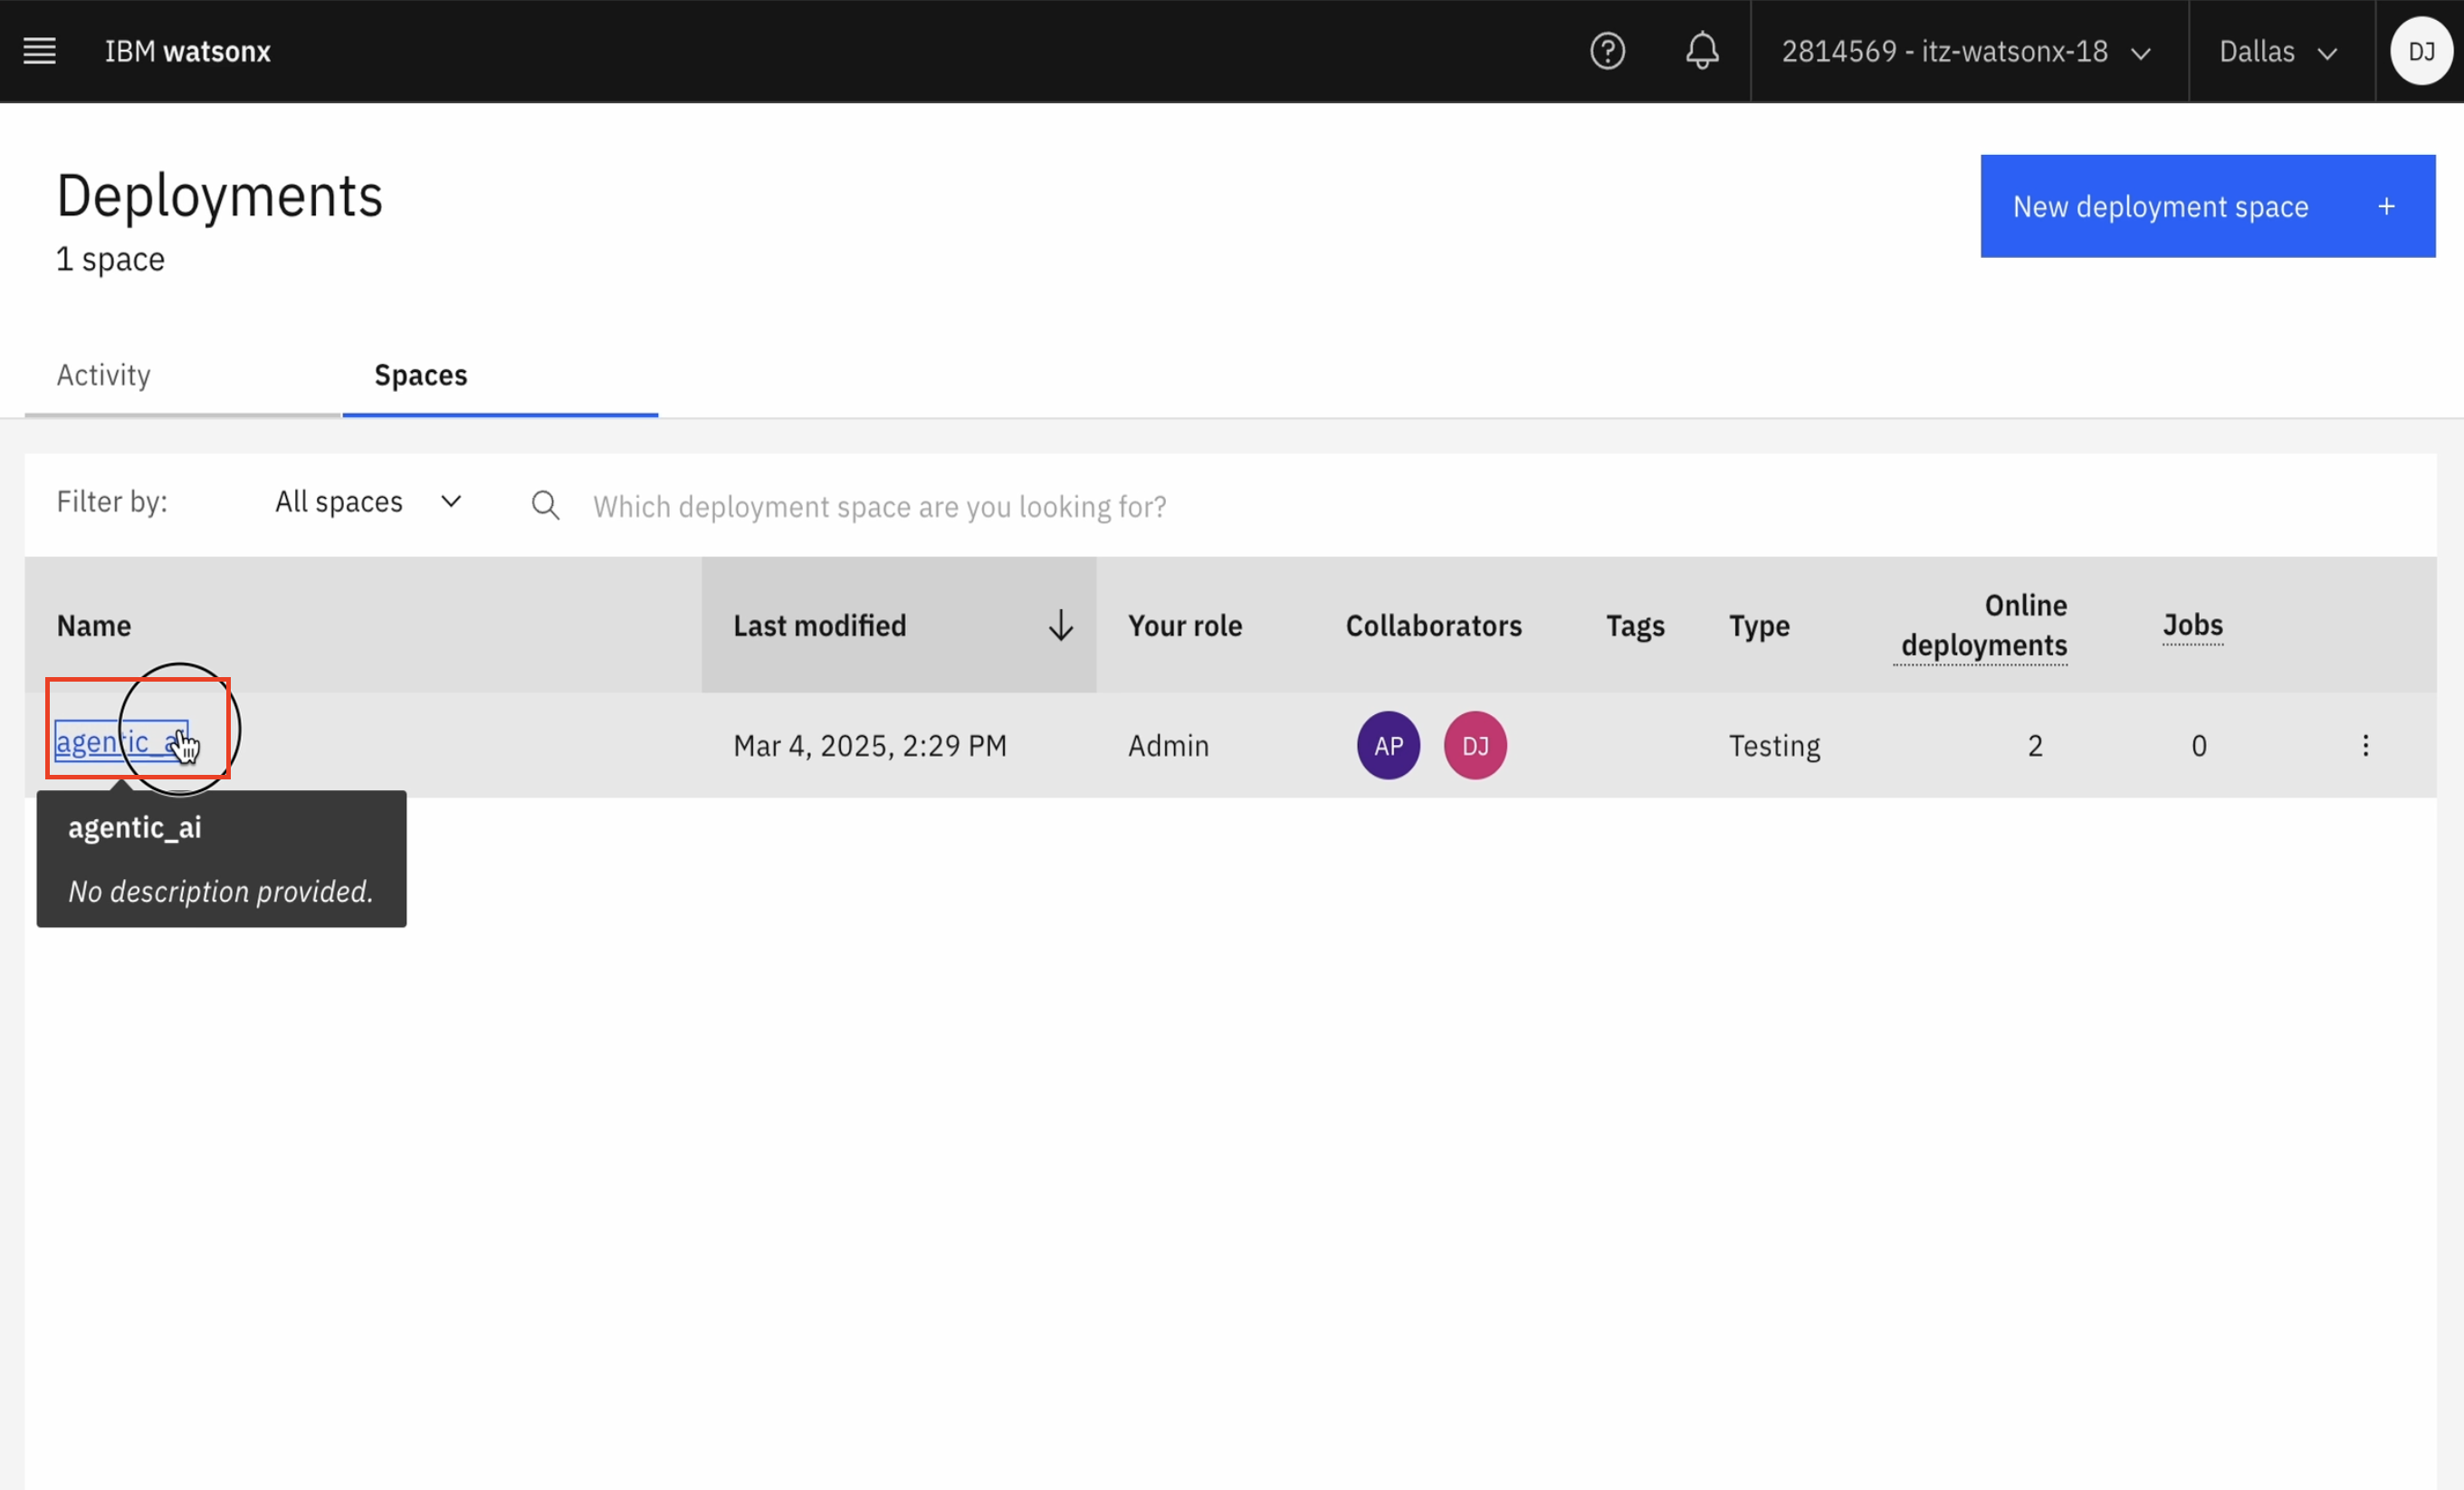 IBM watsonx
2814569 - itz-watsonx-18
Dallas
DJ
Deployments
1 space
New deployment space +
Activity
Spaces
Filter by:
All spaces
Which deployment space are you looking for?
Name
Last modified
Your role
Collaborators
Tags
Type
Online
deployments
Jobs
agentic_a
Mar 4, 2025, 2:29 PM
Admin
AP
DJ
Testing
2
0
agentic_ai
No description provided.